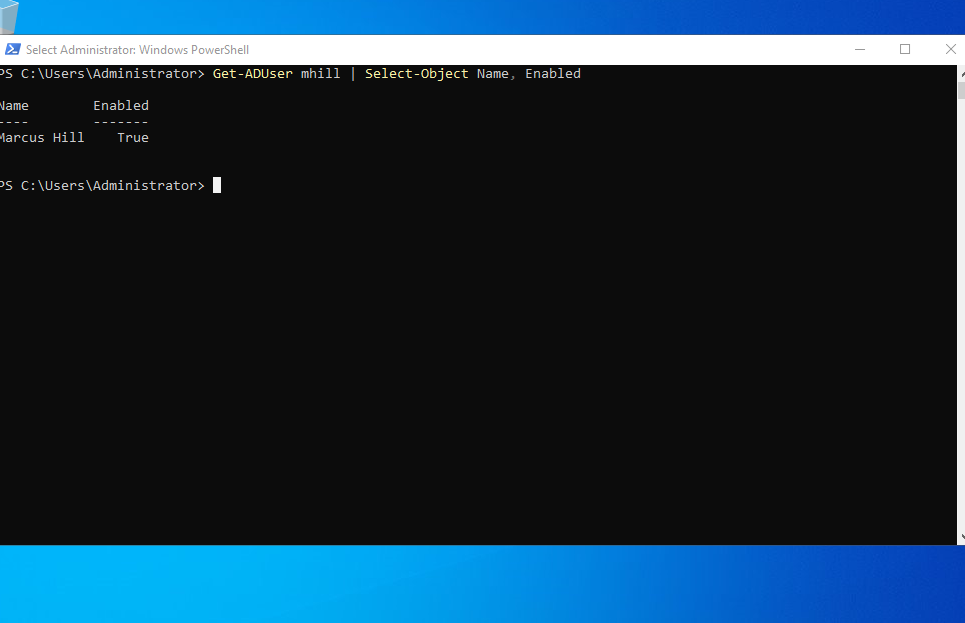 Select Administrator: Windows PowerShell
PS C:\Users\Administrator> Get-ADUser mhill | Select-Object Name, Enabled
Name        Enabled
----        -------
Marcus Hill    True
PS C:\Users\Administrator>